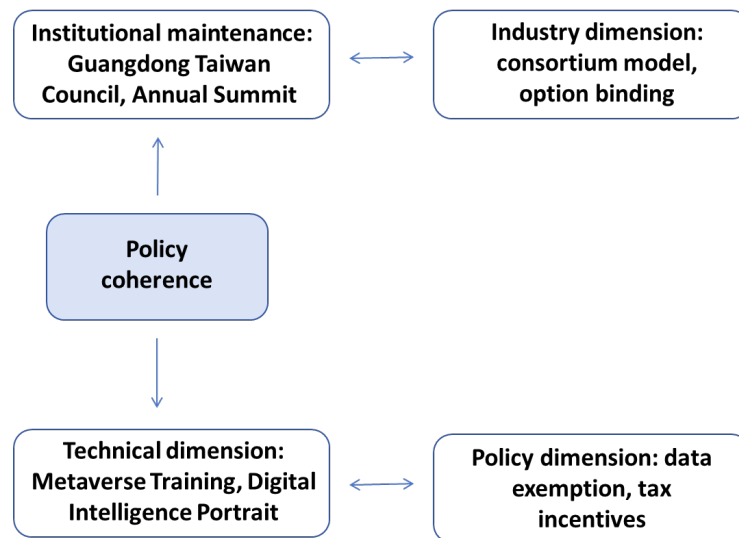 Institutional maintenance:
Guangdong Taiwan
Council, Annual Summit
Industry dimension:
consortium model,
option binding
Policy
coherence
Technical dimension:
Metaverse Training, Digital
Intelligence Portrait
Policy dimension: data
exemption, tax
incentives